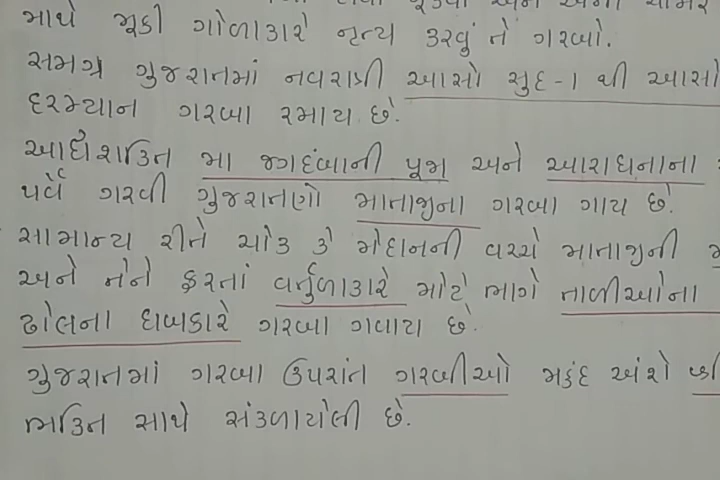 માથે મૂકી ગોળાકારે નૃત્ય કરવું તે ગરબો.
સમગ્ર ગુજરાતમાં નવરાત્રી આસો સુદ-૧ થી આસો
દરમ્યાન ગરબા રમાય છે.
આદ્યશક્તિ મા જગદંબાની પૂજા અને આરાધનાના
પર્વે ગરવી ગુજરાતણો માતાજીના ગરબા ગાય છે.
સામાન્ય રીતે ચોક કે મેદાનની વચ્ચે માતાજીની
અને તેને ફરતાં વર્તુળાકારે મોટે ભાગે તાળીઓના
ઢોલના ધબકારે ગરબા ગવાય છે.
ગુજરાતમાં ગરબા ઉપરાંત ગરબીઓ મહદ અંશે
ભક્તિ સાથે સંકળાયેલી છે.